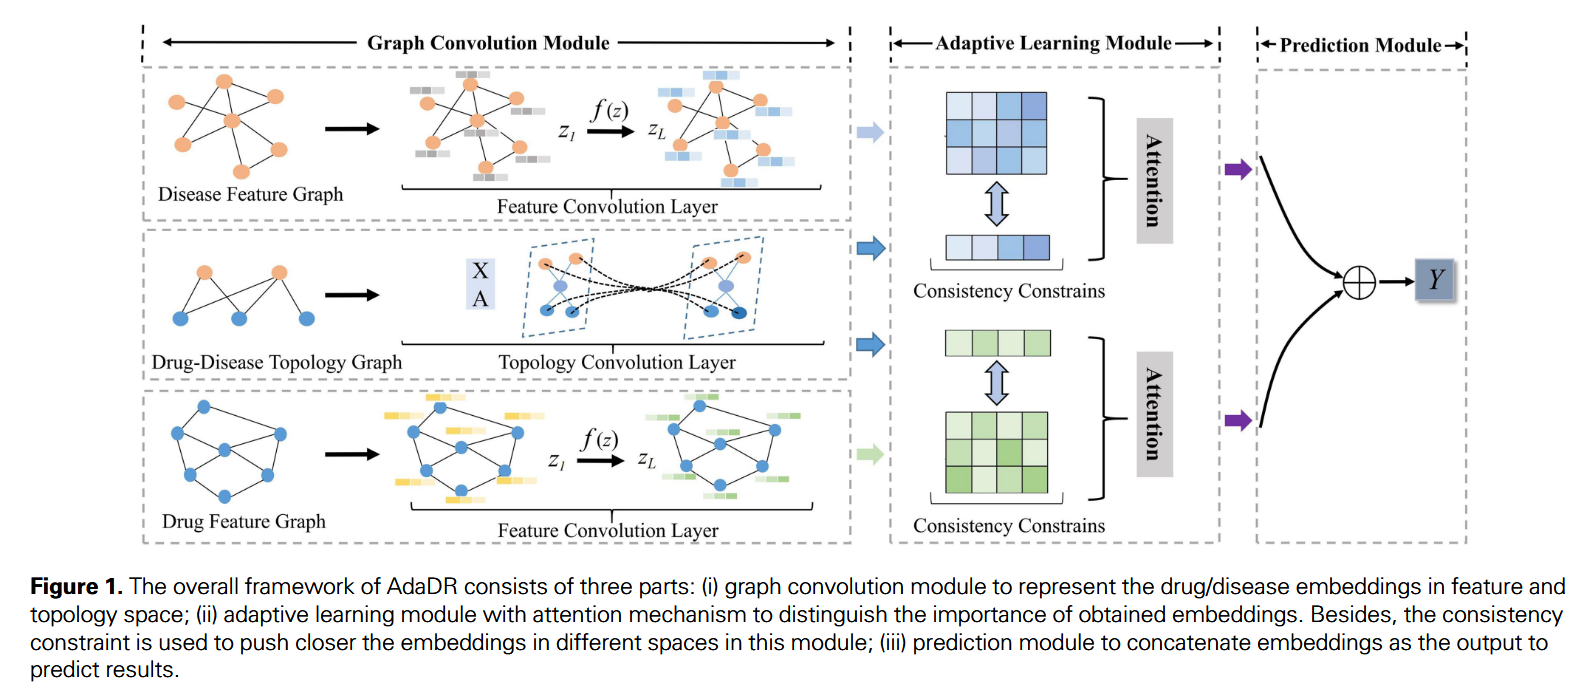 Graph Convolution Module
Adaptive Learning Module
Prediction Module
Disease Feature Graph
z1 f(z) zL
Feature Convolution Layer
Drug-Disease Topology Graph
X
A
Topology Convolution Layer
Drug Feature Graph
z1 f(z) zL
Feature Convolution Layer
Attention
Consistency Constrains
Attention
Consistency Constrains
Y
Figure 1. The overall framework of AdaDR consists of three parts: (i) graph convolution module to represent the drug/disease embeddings in feature and
topology space; (ii) adaptive learning module with attention mechanism to distinguish the importance of obtained embeddings. Besides, the consistency
constraint is used to push closer the embeddings in different spaces in this module; (iii) prediction module to concatenate embeddings as the output to
predict results.